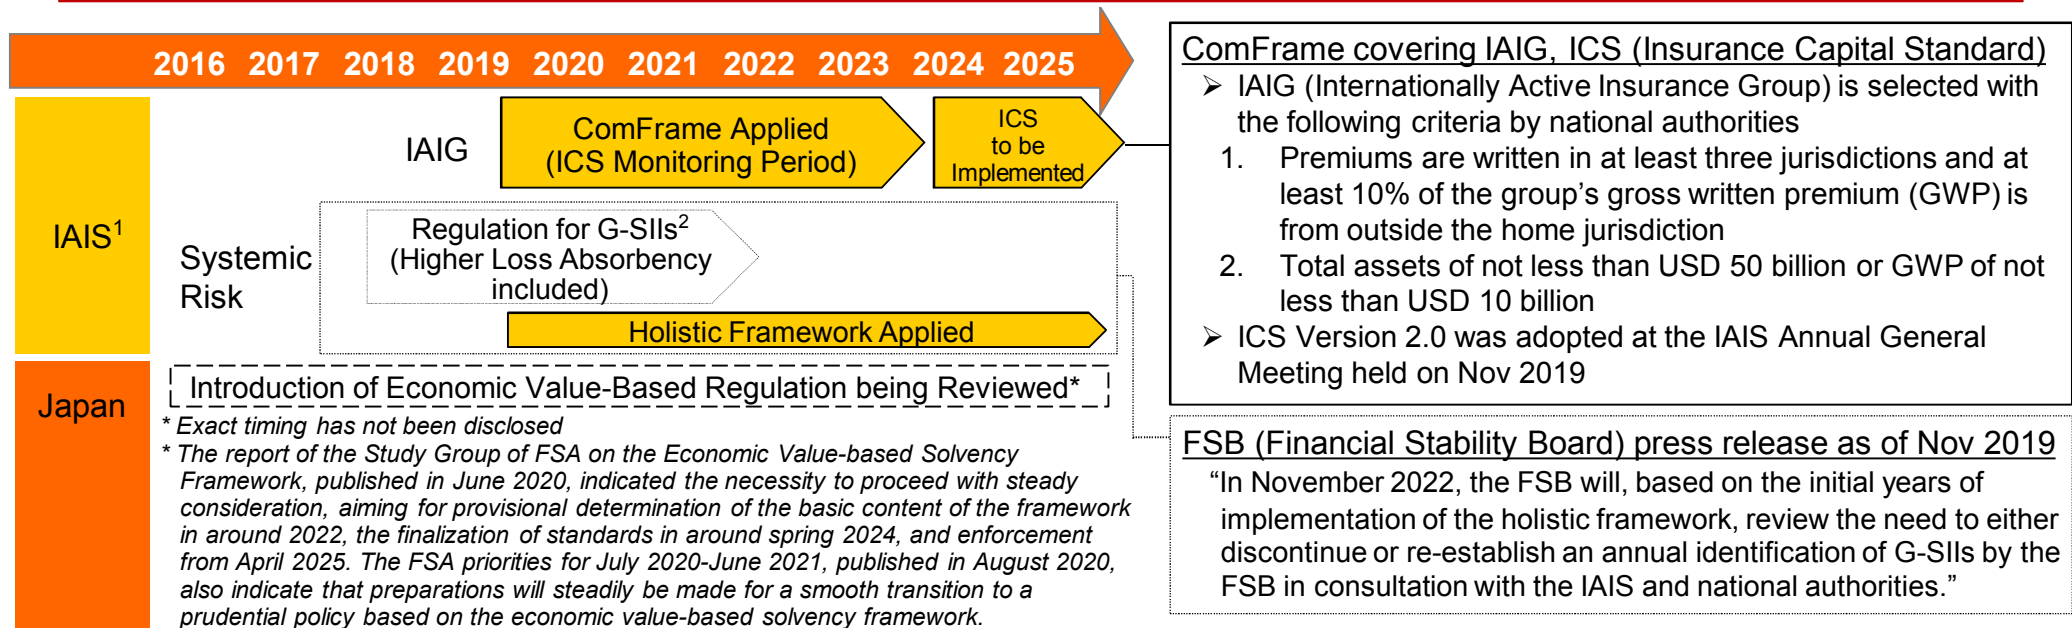 2016 2017 2018 2019 2020 2021 2022 2023 2024 2025
IAIS1
IAIG
ComFrame Applied
(ICS Monitoring Period)
ICS
to be
Implemented
Systemic
Risk
Regulation for G-SIIs2
(Higher Loss Absorbency
included)
Holistic Framework Applied
Japan
Introduction of Economic Value-Based Regulation being Reviewed*
* Exact timing has not been disclosed
* The report of the Study Group of FSA on the Economic Value-based Solvency
Framework, published in June 2020, indicated the necessity to proceed with steady
consideration, aiming for provisional determination of the basic content of the framework
in around 2022, the finalization of standards in around spring 2024, and enforcement
from April 2025. The FSA priorities for July 2020-June 2021, published in August 2020,
also indicate that preparations will steadily be made for a smooth transition to a
prudential policy based on the economic value-based solvency framework.
ComFrame covering IAIG, ICS (Insurance Capital Standard)
➢ IAIG (Internationally Active Insurance Group) is selected with
the following criteria by national authorities
1. Premiums are written in at least three jurisdictions and at
least 10% of the group’s gross written premium (GWP) is
from outside the home jurisdiction
2. Total assets of not less than USD 50 billion or GWP of not
less than USD 10 billion
➢ ICS Version 2.0 was adopted at the IAIS Annual General
Meeting held on Nov 2019
FSB (Financial Stability Board) press release as of Nov 2019
“In November 2022, the FSB will, based on the initial years of
implementation of the holistic framework, review the need to either
discontinue or re-establish an annual identification of G-SIIs by the
FSB in consultation with the IAIS and national authorities.”